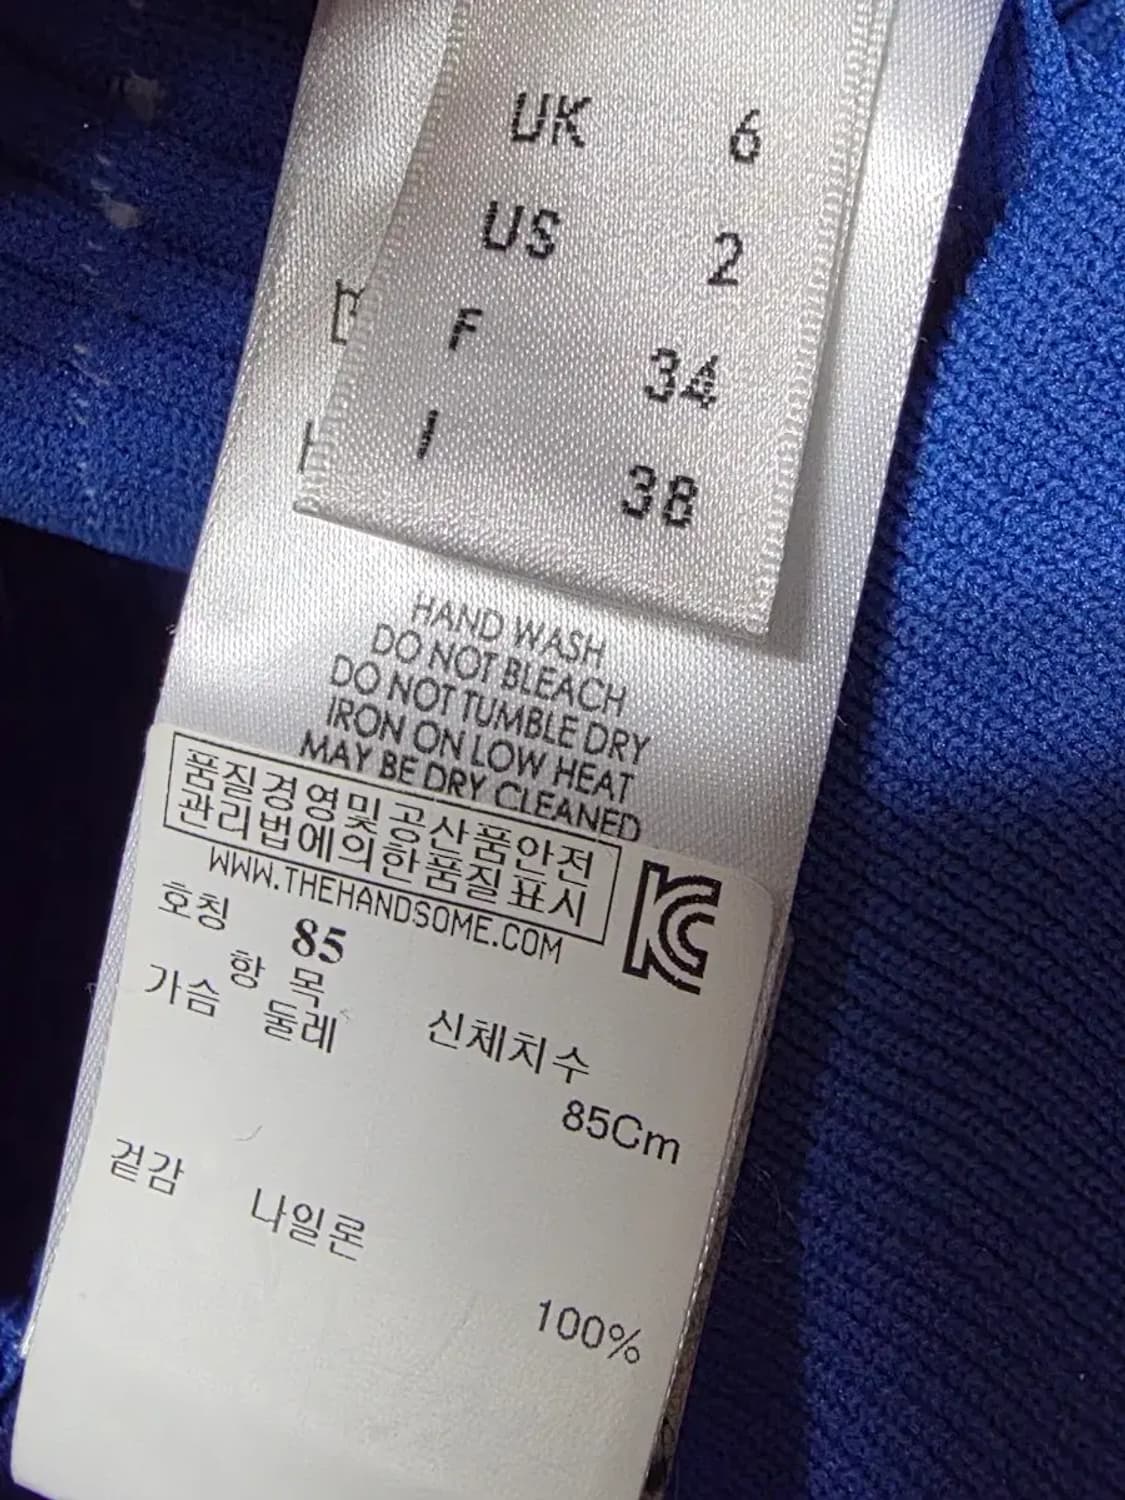 UK 6
US 2
F 34
I 38
HAND WASH
DO NOT BLEACH
DO NOT TUMBLE DRY
IRON ON LOW HEAT
MAY BE DRY CLEANED
품질경영및공산품안전
관리법에의한품질표시
WWW.THEHANDSOME.COM
KC
호칭 85
항 목 신체치수
가슴 둘레 85Cm
겉감 나일론 100%